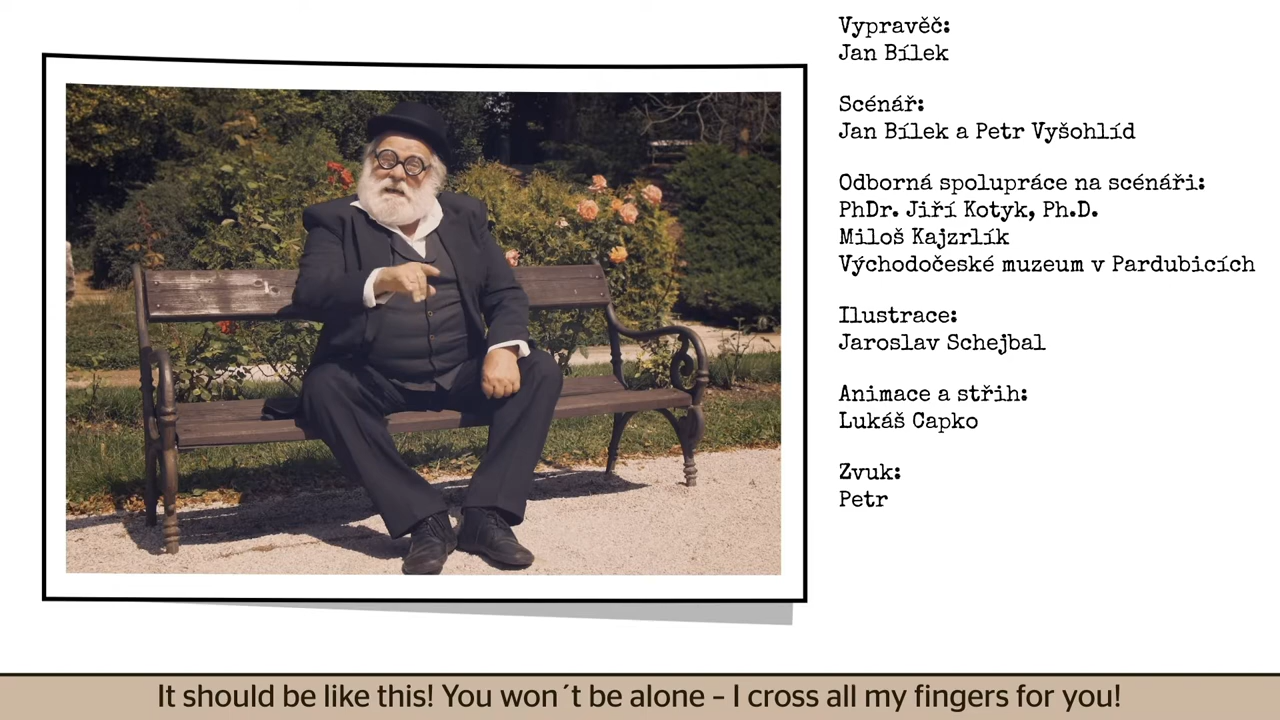 Vypravěč:
Jan Bílek
Scénář:
Jan Bílek a Petr Vyšohlíd
Odborná spolupráce na scénáři:
PhDr. Jiří Kotyk, Ph.D.
Miloš Kajzrlík
Východočeské muzeum v Pardubicích
Ilustrace:
Jaroslav Schejbal
Animace a střih:
Lukáš Capko
Zvuk:
Petr
It should be like this! You won´t be alone – I cross all my fingers for you!